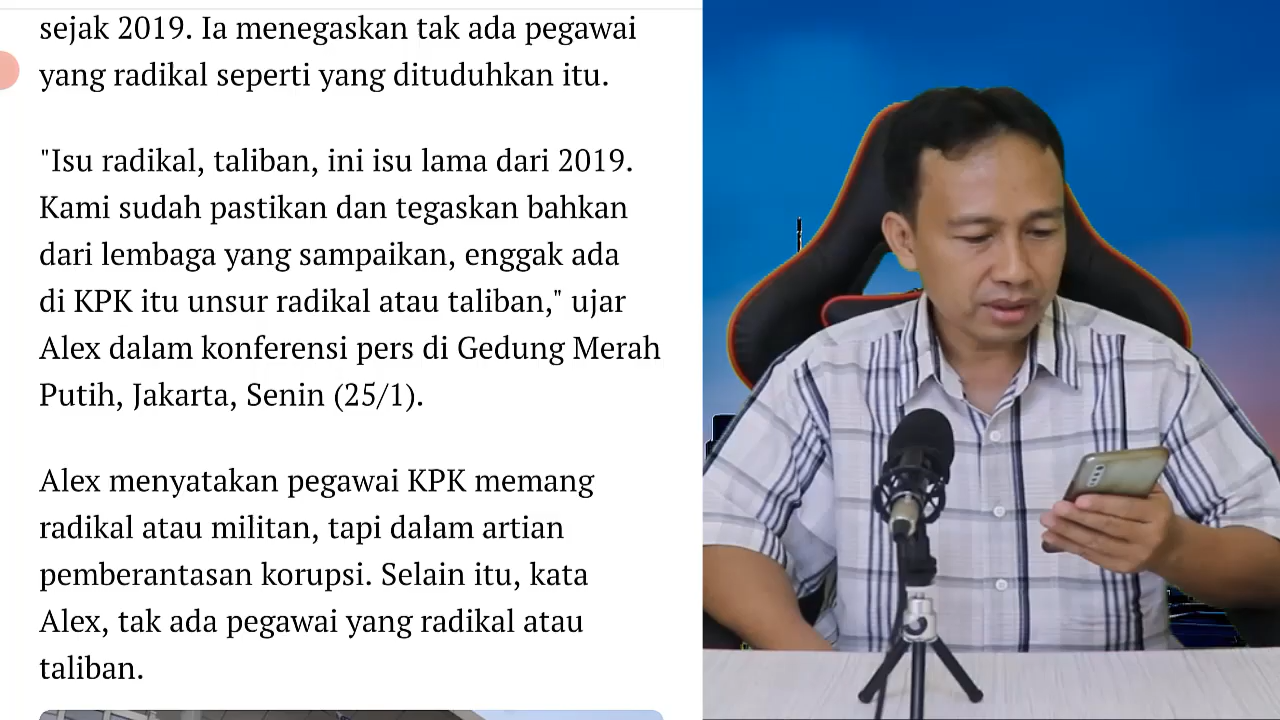 sejak 2019. Ia menegaskan tak ada pegawai
yang radikal seperti yang dituduhkan itu.
"Isu radikal, taliban, ini isu lama dari 2019.
Kami sudah pastikan dan tegaskan bahkan
dari lembaga yang sampaikan, enggak ada
di KPK itu unsur radikal atau taliban," ujar
Alex dalam konferensi pers di Gedung Merah
Putih, Jakarta, Senin (25/1).
Alex menyatakan pegawai KPK memang
radikal atau militan, tapi dalam artian
pemberantasan korupsi. Selain itu, kata
Alex, tak ada pegawai yang radikal atau
taliban.